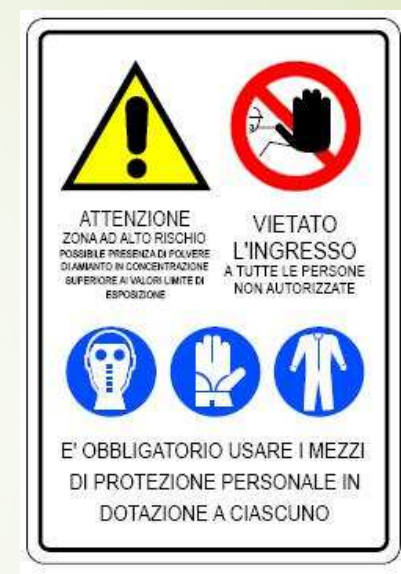 ATTENZIONE
ZONA AD ALTO RISCHIO
POSSIBILE PRESENZA DI POLVERE
DI AMIANTO IN CONCENTRAZIONE
SUPERIORE AI VALORI LIMITE DI
ESPOSIZIONE
VIETATO
L'INGRESSO
A TUTTE LE PERSONE
NON AUTORIZZATE
E' OBBLIGATORIO USARE I MEZZI
DI PROTEZIONE PERSONALE IN
DOTAZIONE A CIASCUNO